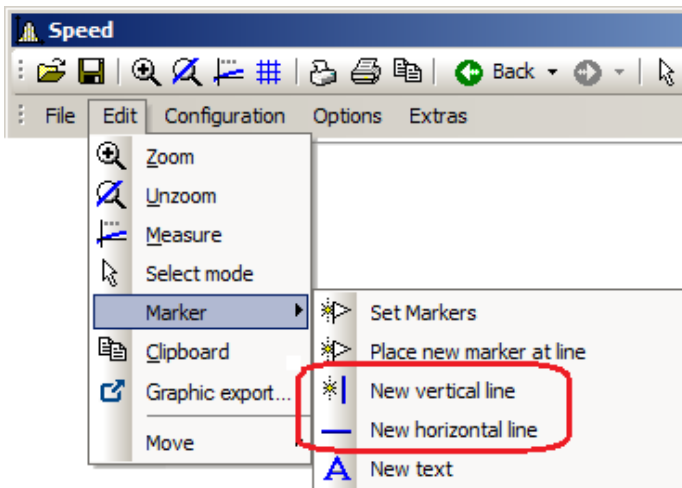 Speed
Back
File Edit Configuration Options Extras
Zoom
Unzoom
Measure
Select mode
Marker
Set Markers
Clipboard
Place new marker at line
Graphic export...
New vertical line
Move
New horizontal line
New text